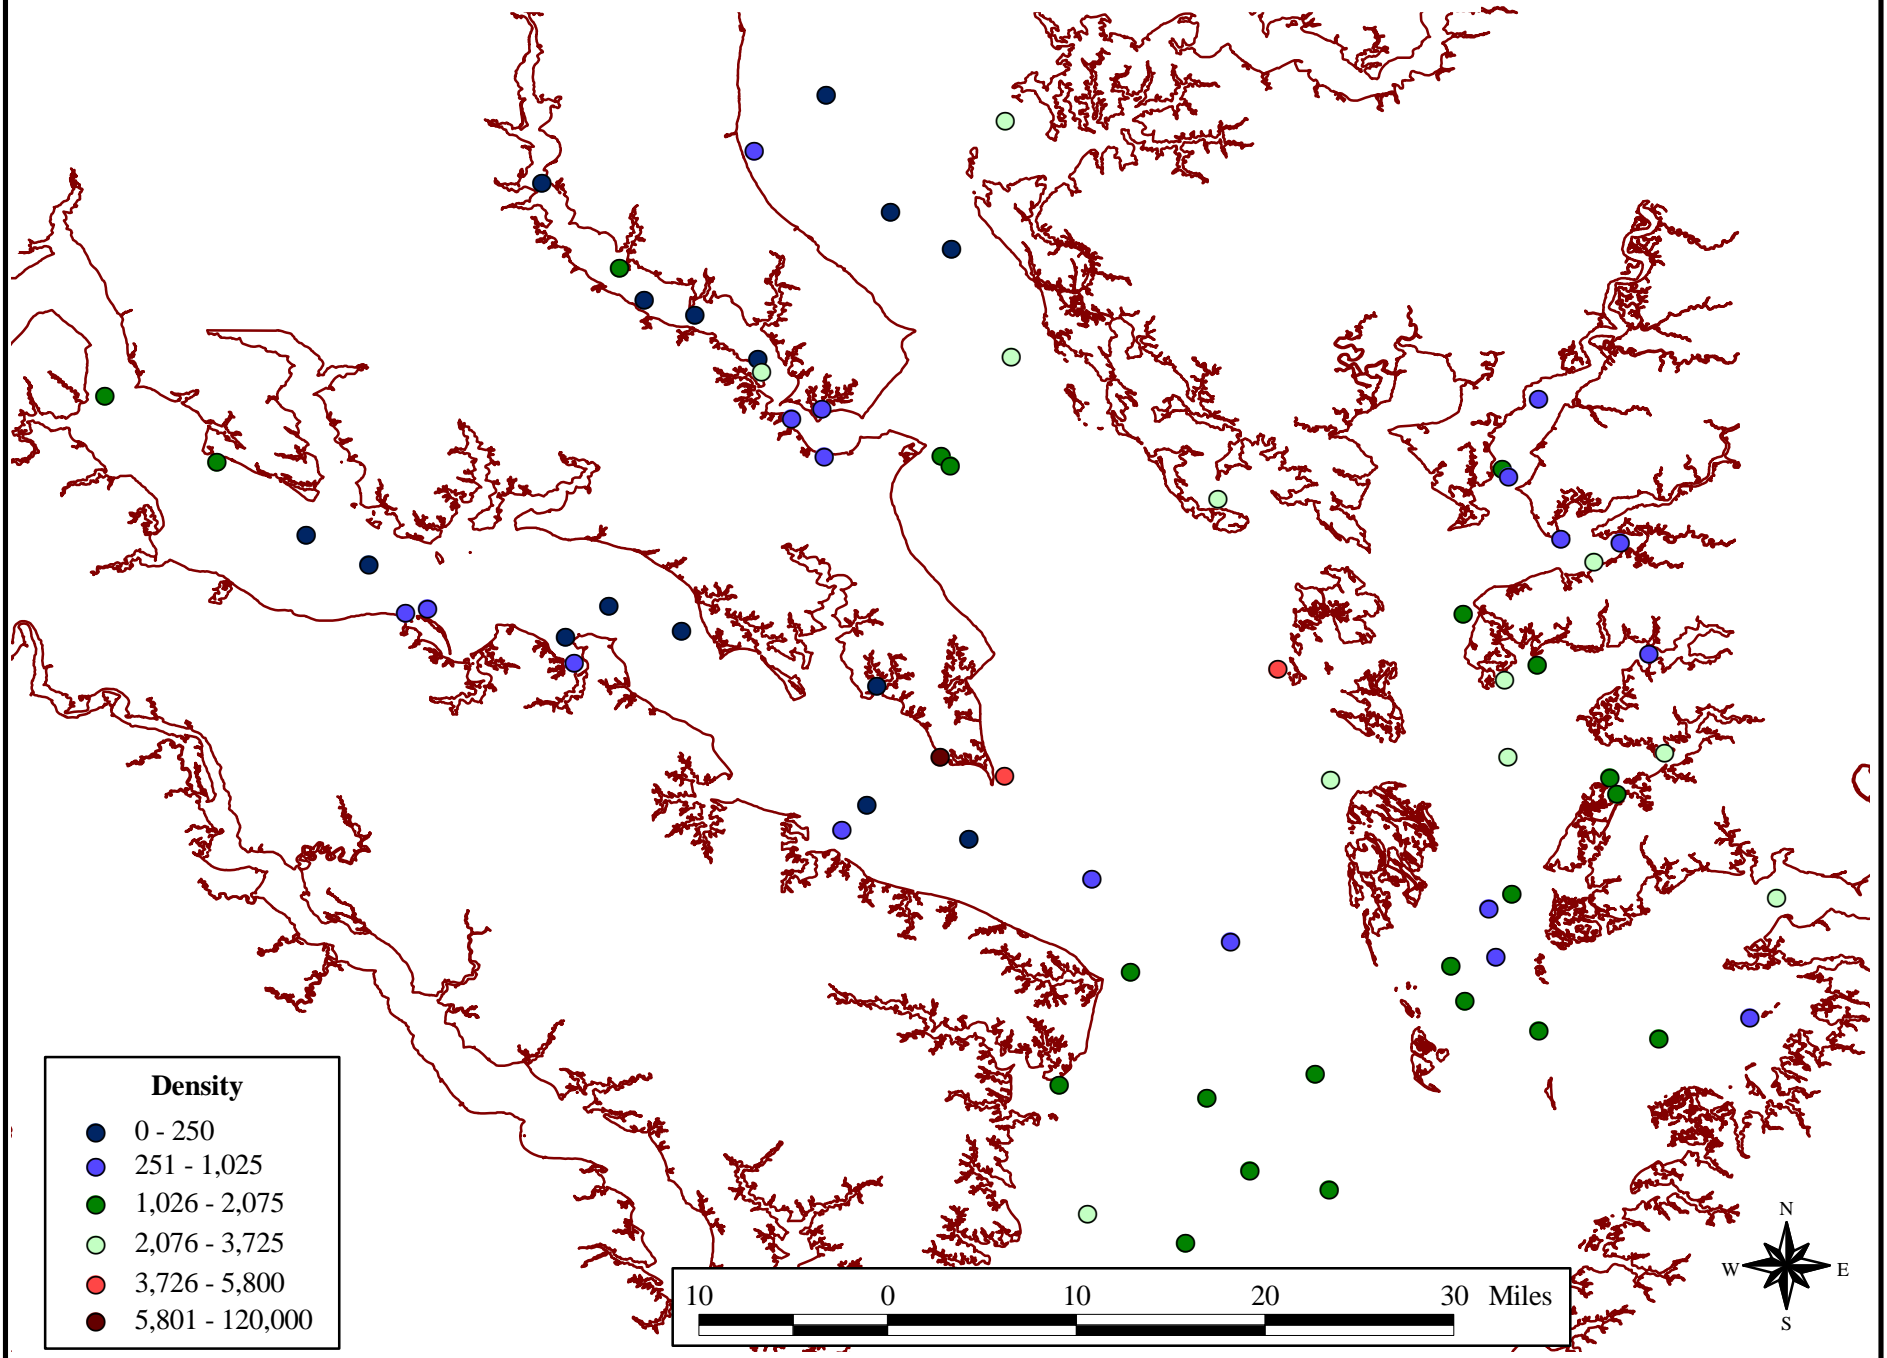 Density
0 - 250
251 - 1,025
1,026 - 2,075
2,076 - 3,725
3,726 - 5,800
5,801 - 120,000
10 0 10 20 30 Miles
N
W E
S